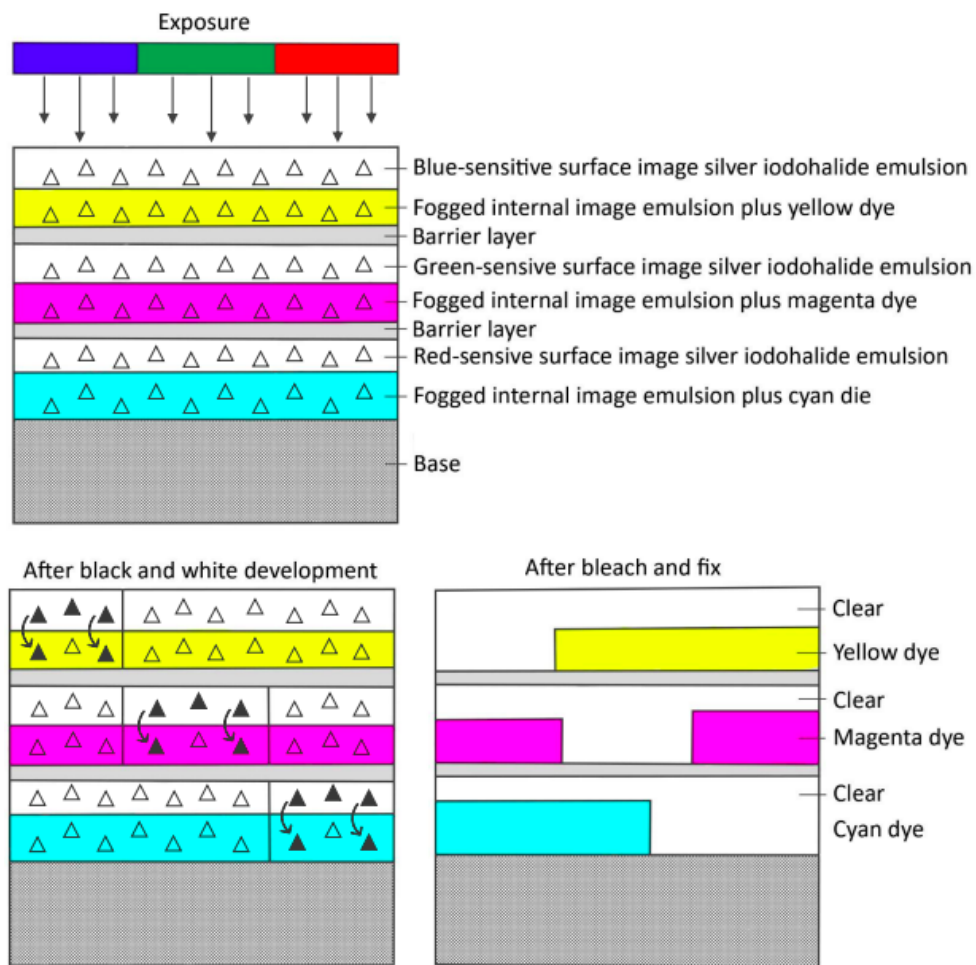 Exposure
Blue-sensitive surface image silver iodohalide emulsion
Fogged internal image emulsion plus yellow dye
Barrier layer
Green-sensive surface image silver iodohalide emulsion
Fogged internal image emulsion plus magenta dye
Barrier layer
Red-sensive surface image silver iodohalide emulsion
Fogged internal image emulsion plus cyan die
Base
After black and white development
After bleach and fix
Clear
Yellow dye
Clear
Magenta dye
Clear
Cyan dye